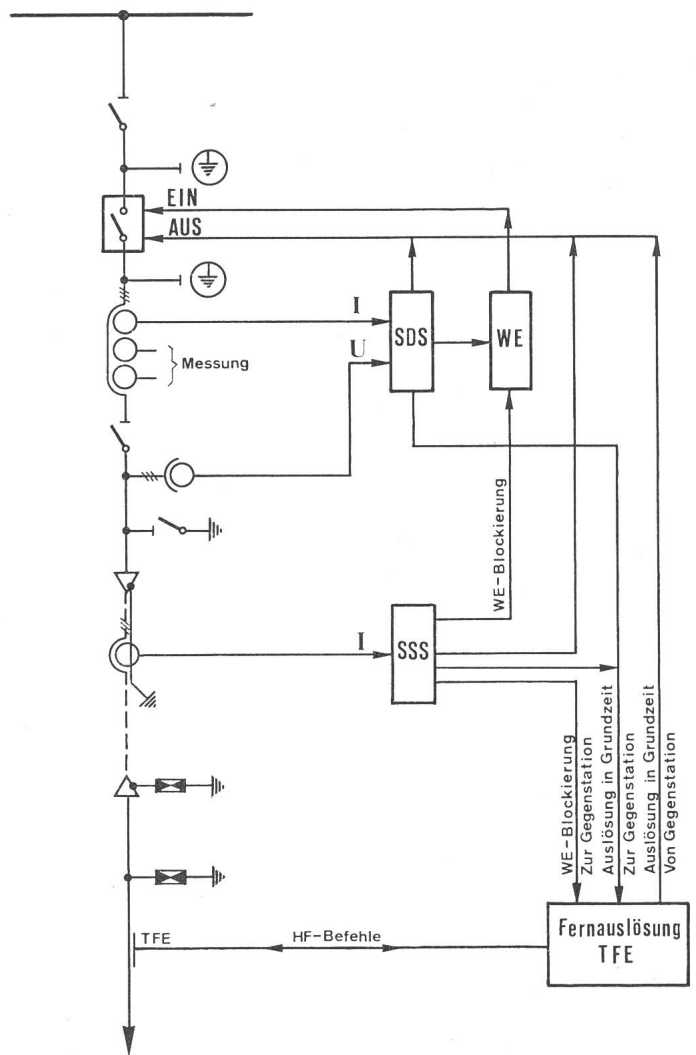 EIN
AUS
I
SDS
WE
U
Messung
WE-Blockierung
I
SSS
WE-Blockierung
Zur Gegenstation
Auslösung in Grundzeit
Zur Gegenstation
Auslösung in Grundzeit
Von Gegenstation
TFE
HF-Befehle
Fernauslösung
TFE